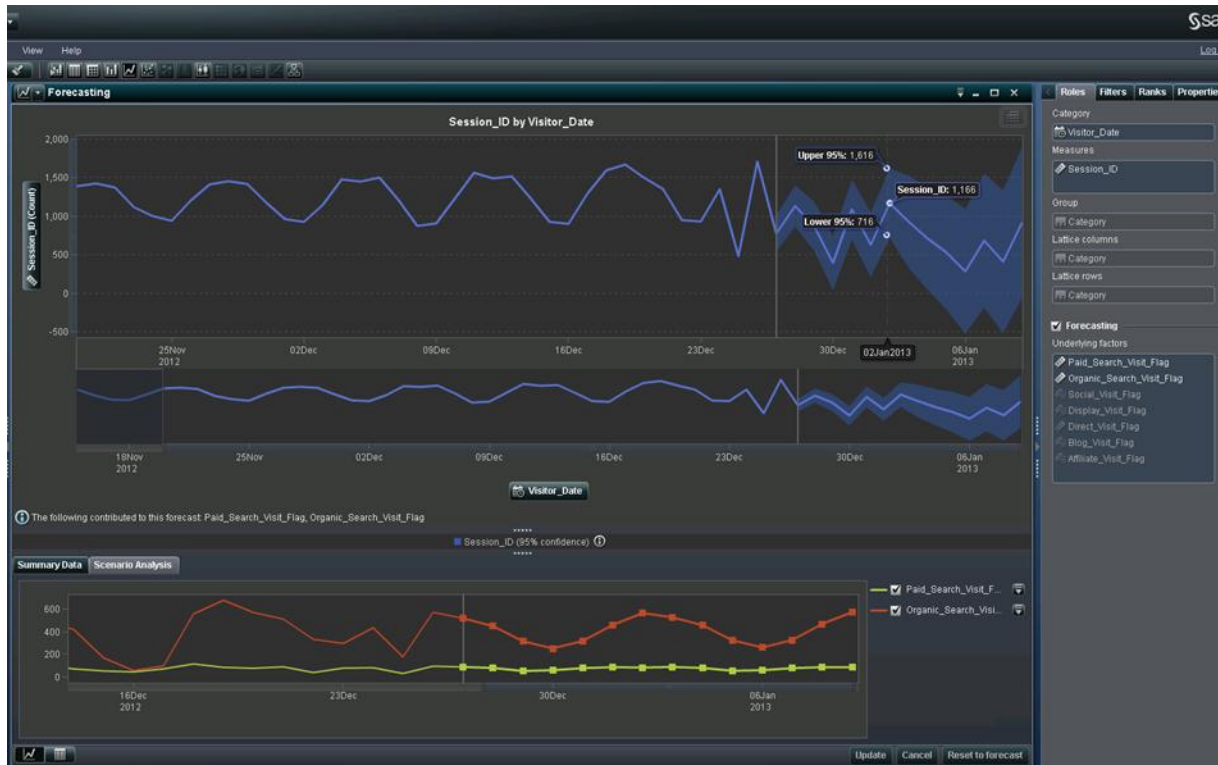 Ssa
View Help
Log
Forecasting
Roles Filters Ranks Propertie
Session_ID by Visitor_Date
Category
Visitor_Date
Measures
Session_ID
Group
Category
Lattice columns
Category
Lattice rows
Category
Forecasting
Underlying factors
Paid_Search_Visit_Flag
Organic_Search_Visit_Flag
Social_Visit_Flag
Display_Visit_Flag
Direct_Visit_Flag
Blog_Visit_Flag
Affiliate_Visit_Flag
Session_ID (Count)
2,000
1,500
1,000
500
0
-500
Upper 95%: 1,616
Session_ID: 1,166
Lower 95%: 716
25Nov 02Dec 09Dec 16Dec 23Dec 30Dec 02Jan2013 06Jan
2012 2013
18Nov 25Nov 02Dec 09Dec 16Dec 23Dec 30Dec 06Jan
2012 2013
Visitor_Date
The following contributed to this forecast: Paid_Search_Visit_Flag, Organic_Search_Visit_Flag
Session_ID (95% confidence)
Summary Data Scenario Analysis
600
400
200
0
16Dec 23Dec 30Dec 06Jan
2012 2013
Paid_Search_Visit_F...
Organic_Search_Visi...
Update Cancel Reset to forecast